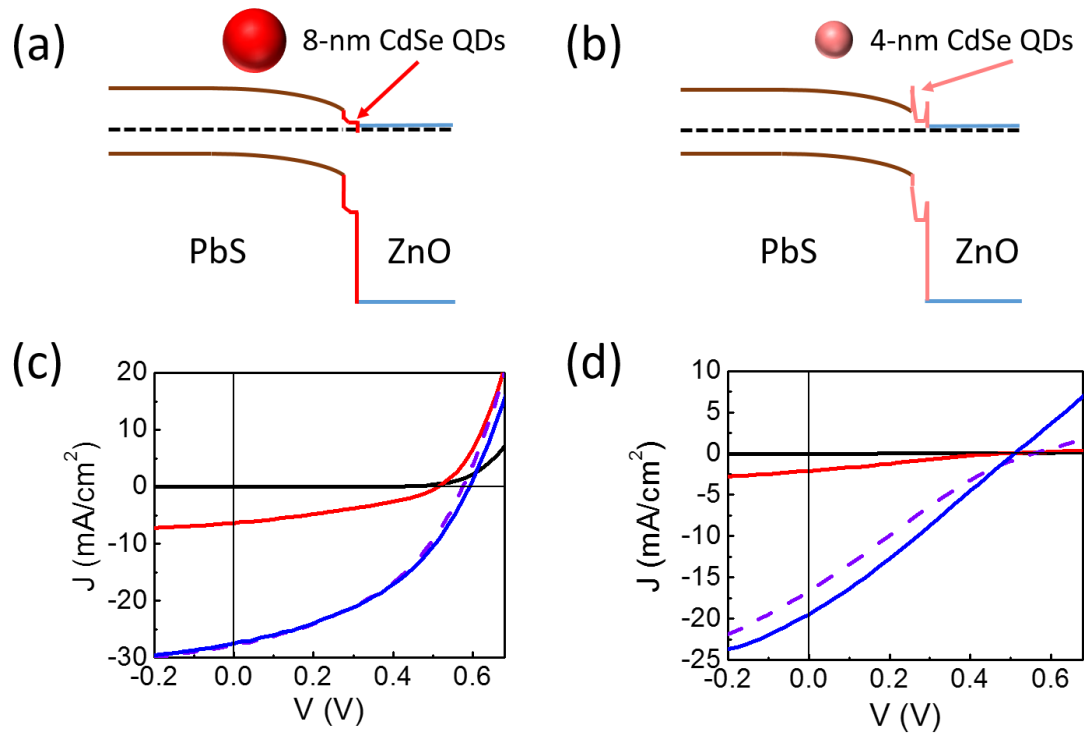 (a)
8-nm CdSe QDs
PbS
ZnO
(b)
4-nm CdSe QDs
PbS
ZnO
(c)
J (mA/cm²)
20
10
0
-10
-20
-30
-0.2 0.0 0.2 0.4 0.6
V (V)
(d)
J (mA/cm²)
10
5
0
-5
-10
-15
-20
-25
-0.2 0.0 0.2 0.4 0.6
V (V)